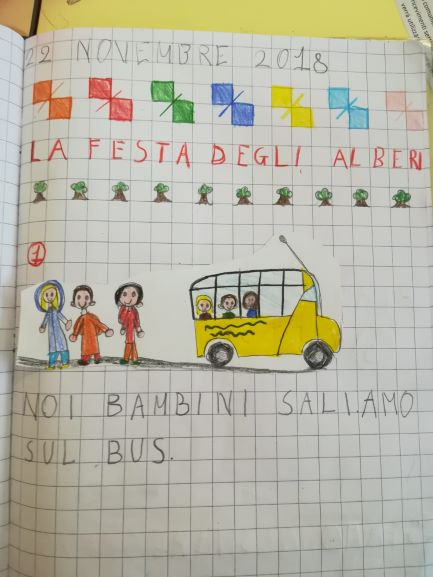 22 NOVEMBRE 2018
LA FESTA DEGLI ALBERI
1
NOI BAMBINI SALIAMO
SUL BUS.